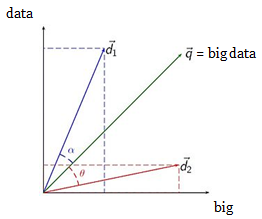 data
d⃗₁
q⃗ = big data
α
θ
d⃗₂
big